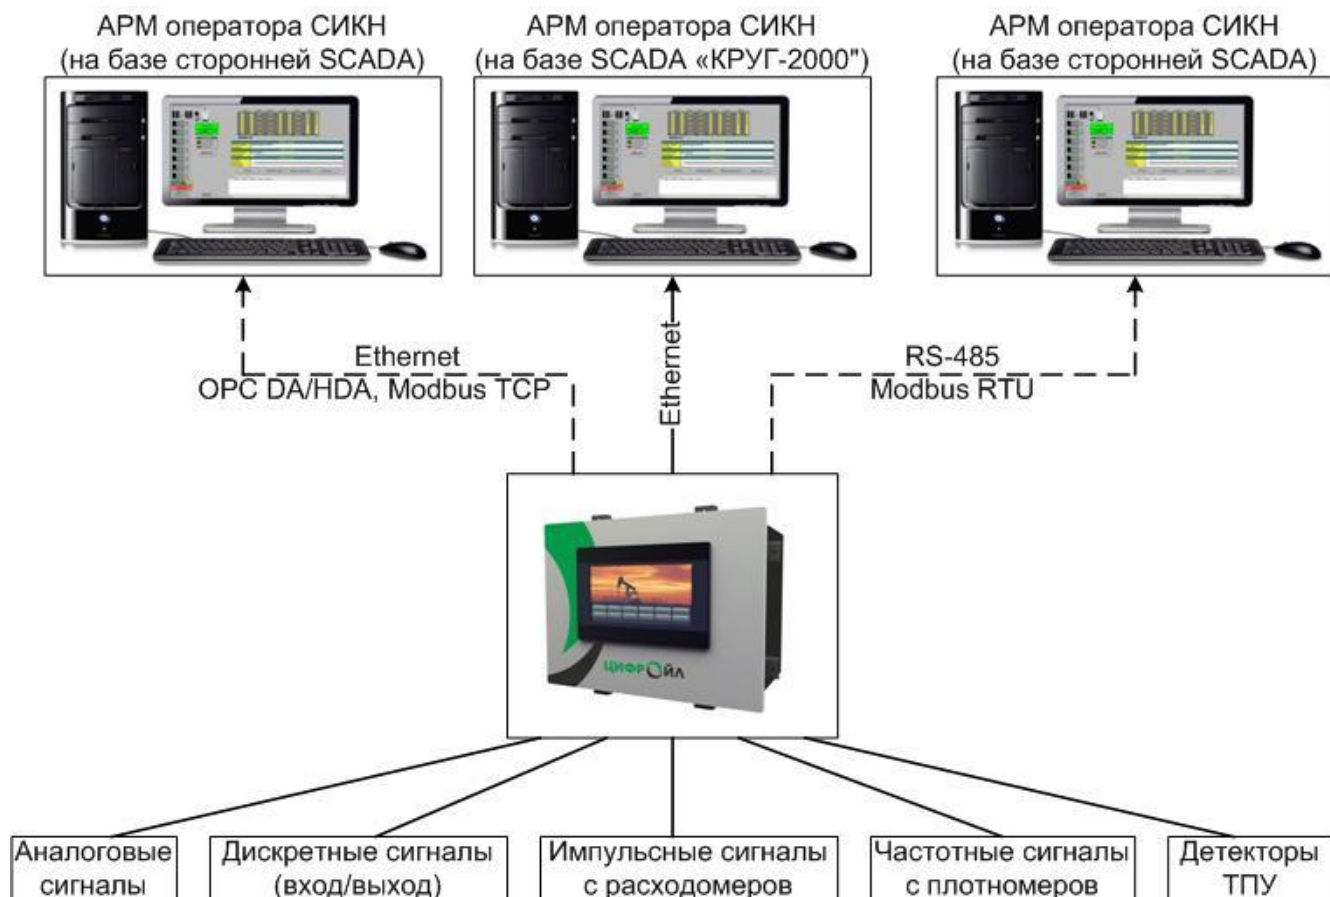 АРМ оператора СИКН
(на базе сторонней SCADA)
АРМ оператора СИКН
(на базе SCADA «КРУГ-2000")
АРМ оператора СИКН
(на базе сторонней SCADA)
Ethernet
OPC DA/HDA, Modbus TCP
Ethernet
RS-485
Modbus RTU
ЦИФРОЙЛ
Аналоговые
сигналы
Дискретные сигналы
(вход/выход)
Импульсные сигналы
с расходомеров
Частотные сигналы
с плотномеров
Детекторы
ТПУ